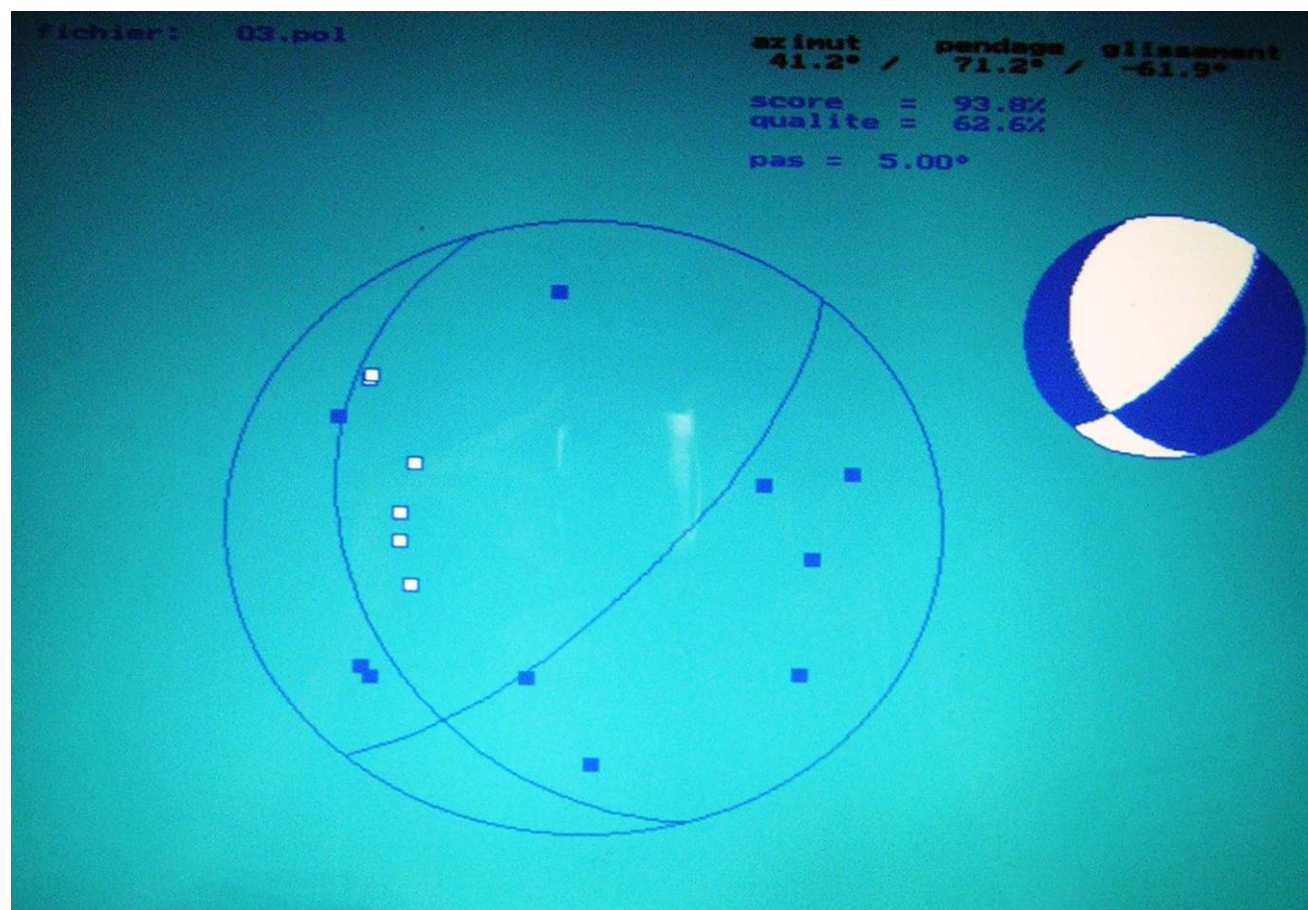 fichier: 03.pol
azimut pendage glissement
41.2° / 71.2° / -61.9°
score = 93.8%
qualite = 62.6%
pas = 5.00°